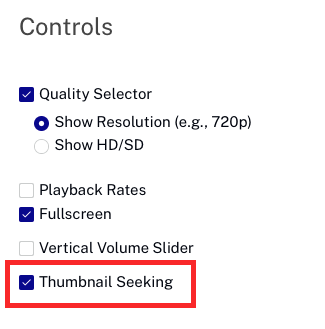 Controls
Quality Selector
Show Resolution (e.g., 720p)
Show HD/SD
Playback Rates
Fullscreen
Vertical Volume Slider
Thumbnail Seeking